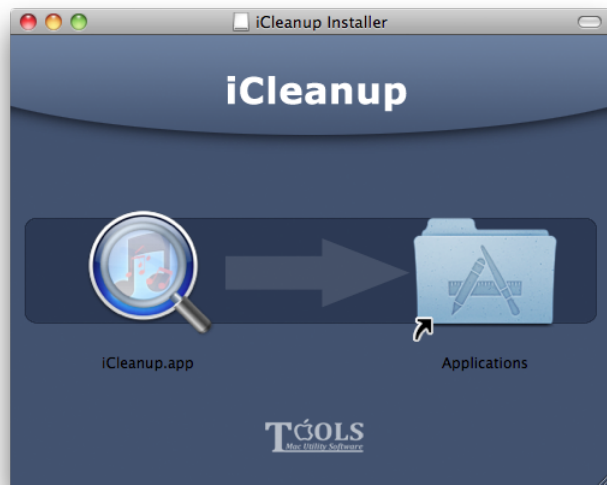 iCleanup Installer
iCleanup
iCleanup.app
Applications
TOOLS
Mac Utility Software